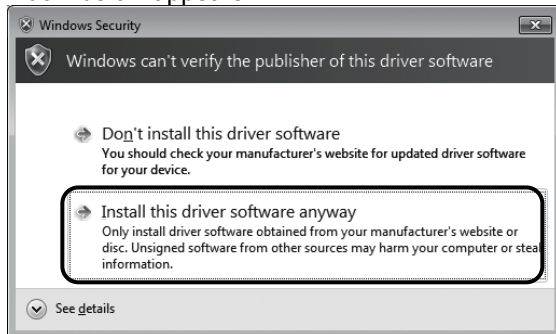 Windows Security
Windows can't verify the publisher of this driver software
Don't install this driver software
You should check your manufacturer's website for updated driver software
for your device.
Install this driver software anyway
Only install driver software obtained from your manufacturer's website or
disc. Unsigned software from other sources may harm your computer or steal
information.
See details